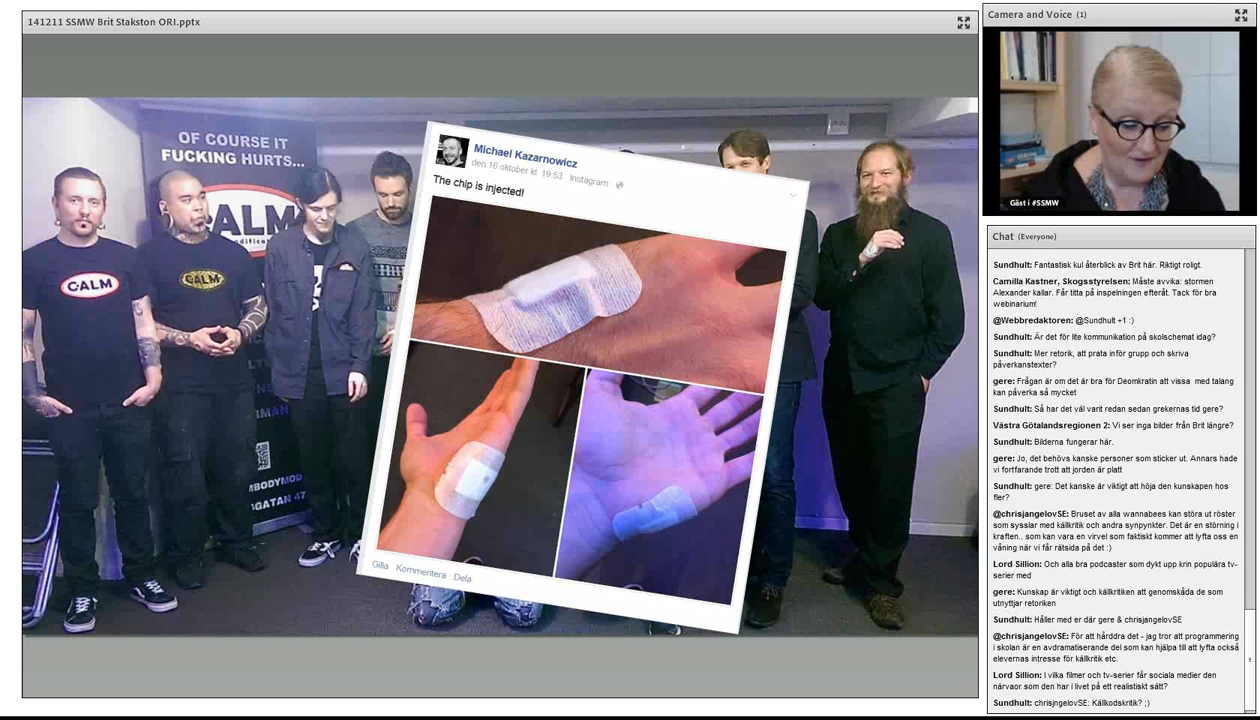 141211 SSMW Brit Stakston ORI.pptx
OF COURSE IT
FUCKING HURTS...
CALM
CALM
CALM
Michael Kazarnowicz
den 16 oktober kl. 19:53 · Instagram ·
The chip is injected!
Gilla · Kommentera · Dela
GGATAN 47
Camera and Voice (1)
Gäst i #SSMW
Chat (Everyone)
Sundhult: Fantastisk kul återblick av Brit här. Riktigt roligt.
Camilla Kastner, Skogsstyrelsen: Måste avvika: stormen
Alexander kallar. Får titta på inspelningen efteråt. Tack för bra
webinarium!
@Webbredaktoren: @Sundhult +1 :)
Sundhult: Är det för lite kommunikation på skolschemat idag?
Sundhult: Mer retorik, att prata inför grupp och skriva
påverkanstexter?
gere: Frågan är om det är bra för Deomkratin att vissa med talang
kan påverka så mycket
Sundhult: Så har det väl varit redan sedan grekernas tid gere?
Västra Götalandsregionen 2: Vi ser inga bilder från Brit längre?
Sundhult: Bilderna fungerar här.
gere: Jo, det behövs kanske personer som sticker ut. Annars hade
vi fortfarande trott att jorden är platt
Sundhult: gere: Det kanske är viktigt att höja den kunskapen hos
fler?
@chrisjangelovSE: Bruset av alla wannabees kan störa ut röster
som sysslar med källkritik och andra synpynkter. Det är en störning i
kraften.. som kan vara en virvel som faktiskt kommer att lyfta oss en
våning när vi får rätsida på det :)
Lord Sillion: Och alla bra podcaster som dykt upp krin populära tv-
serier med
gere: Kunskap är viktigt och källkritiken att genomskåda de som
utnyttjar retoriken
Sundhult: Håller med er där gere & chrisjangelovSE
@chrisjangelovSE: För att hårddra det - jag tror att programmering
i skolan är en avdramatiserande del som kan hjälpa till att lyfta också
elevernas intresse för källkritik etc.
Lord Sillion: I vilka filmer och tv-serier får sociala medier den
närvaor som den har i livet på ett realistiskt sätt?
Sundhult: chrisjngelovSE: Källkodskritik? ;)